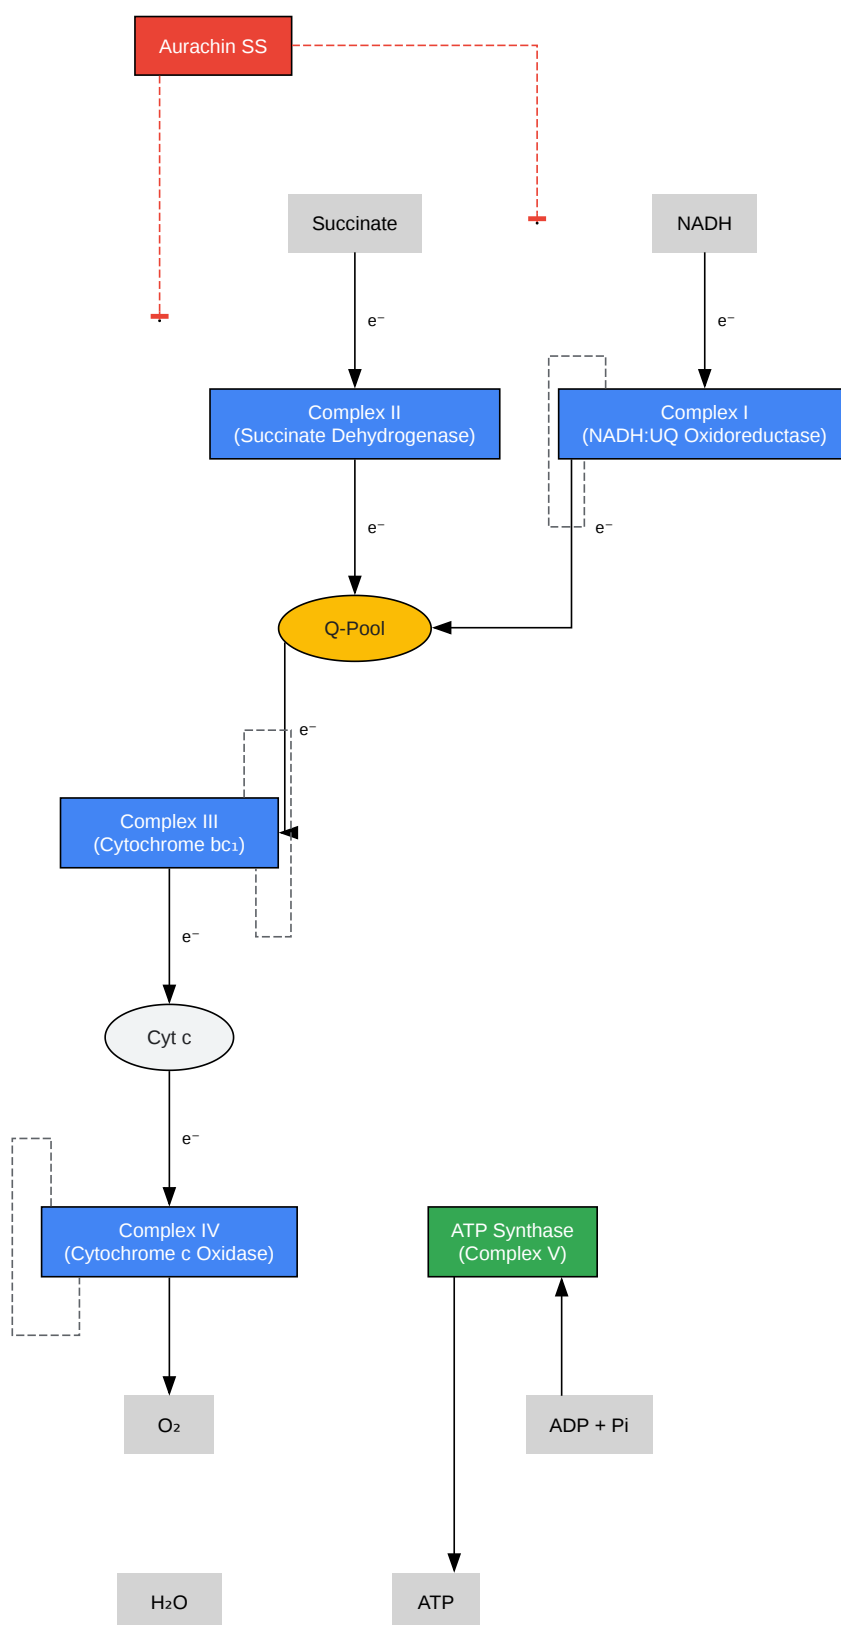 Aurachin SS
Succinate
NADH
e⁻
e⁻
Complex II
(Succinate Dehydrogenase)
Complex I
(NADH:UQ Oxidoreductase)
e⁻
e⁻
Q-Pool
e⁻
Complex III
(Cytochrome bc₁)
e⁻
Cyt c
e⁻
Complex IV
(Cytochrome c Oxidase)
ATP Synthase
(Complex V)
O₂
ADP + Pi
H₂O
ATP